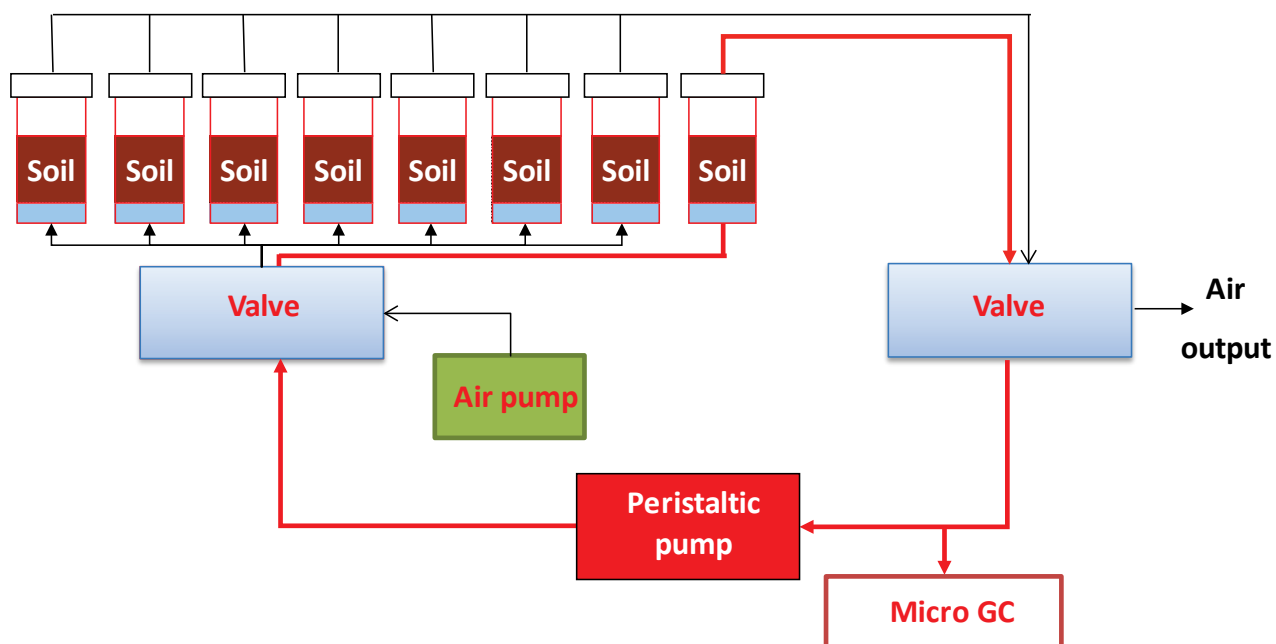 Soil
Soil
Soil
Soil
Soil
Soil
Soil
Soil
Valve
Valve
Air
output
Air pump
Peristaltic
pump
Micro GC